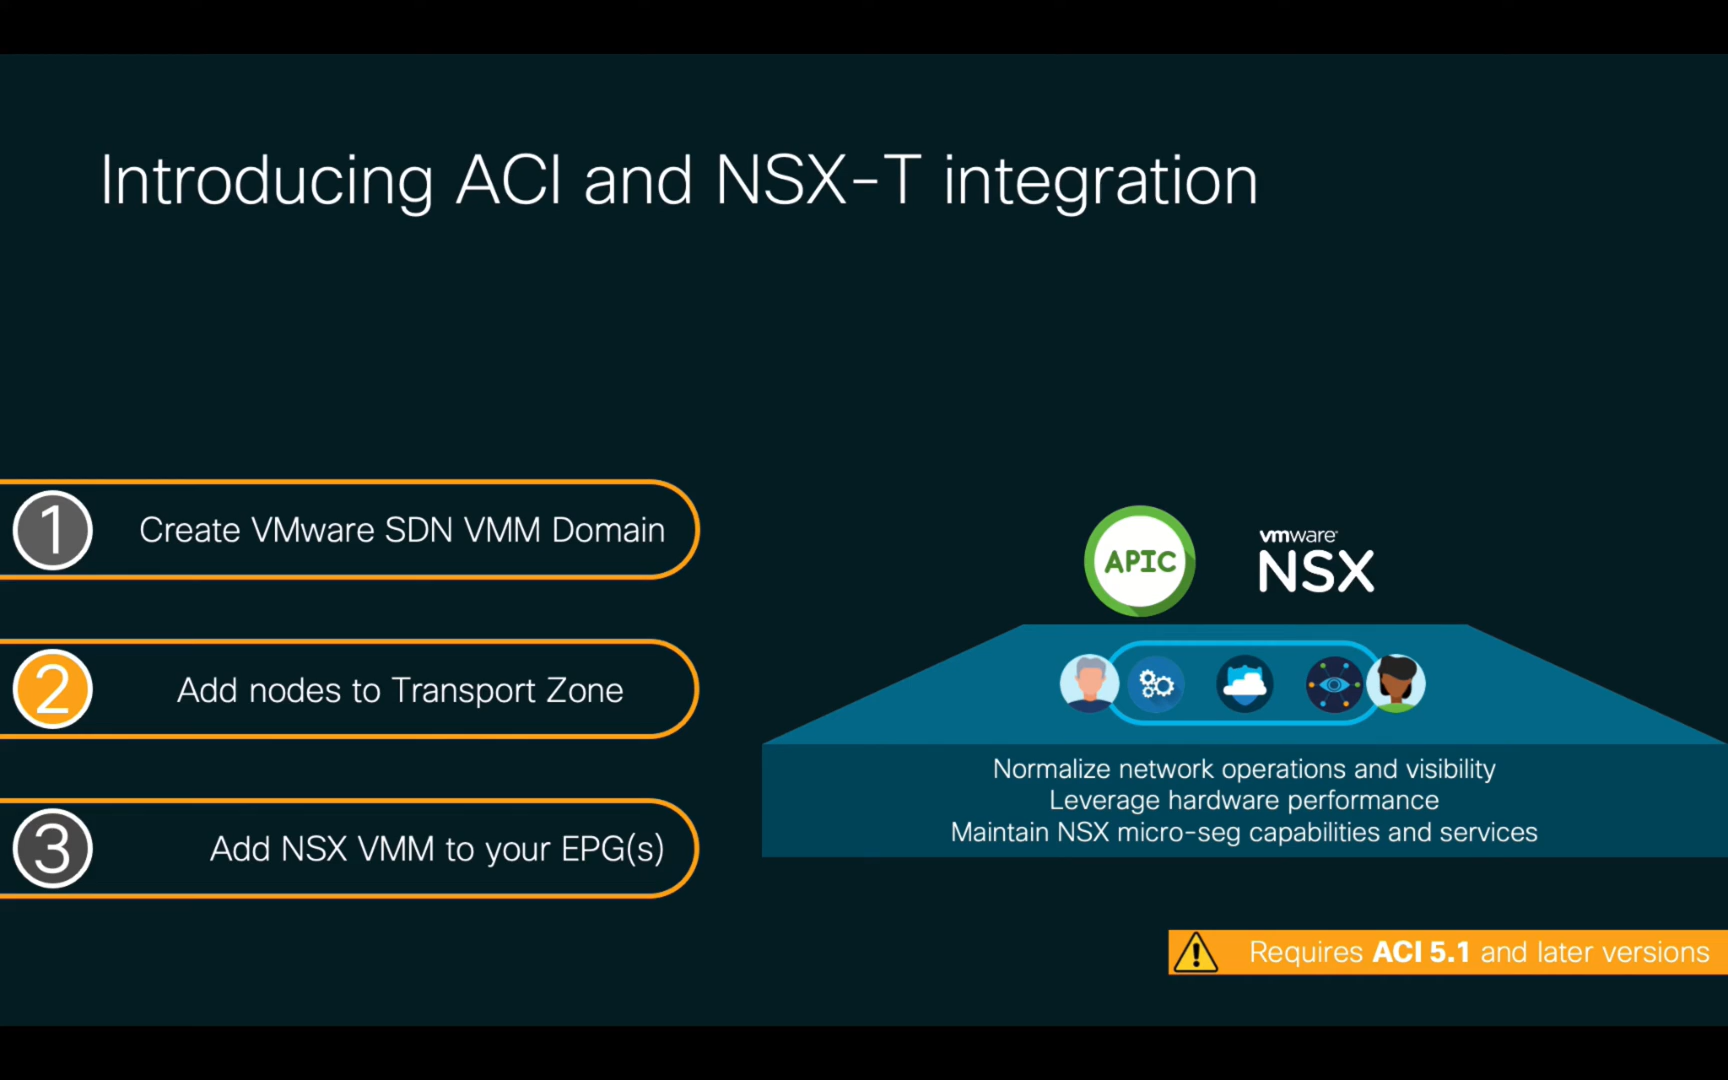 Introducing ACI and NSX-T integration
1
Create VMware SDN VMM Domain
2
Add nodes to Transport Zone
3
Add NSX VMM to your EPG(s)
APIC
vmware®
NSX
Normalize network operations and visibility
Leverage hardware performance
Maintain NSX micro-seg capabilities and services
Requires ACI 5.1 and later versions